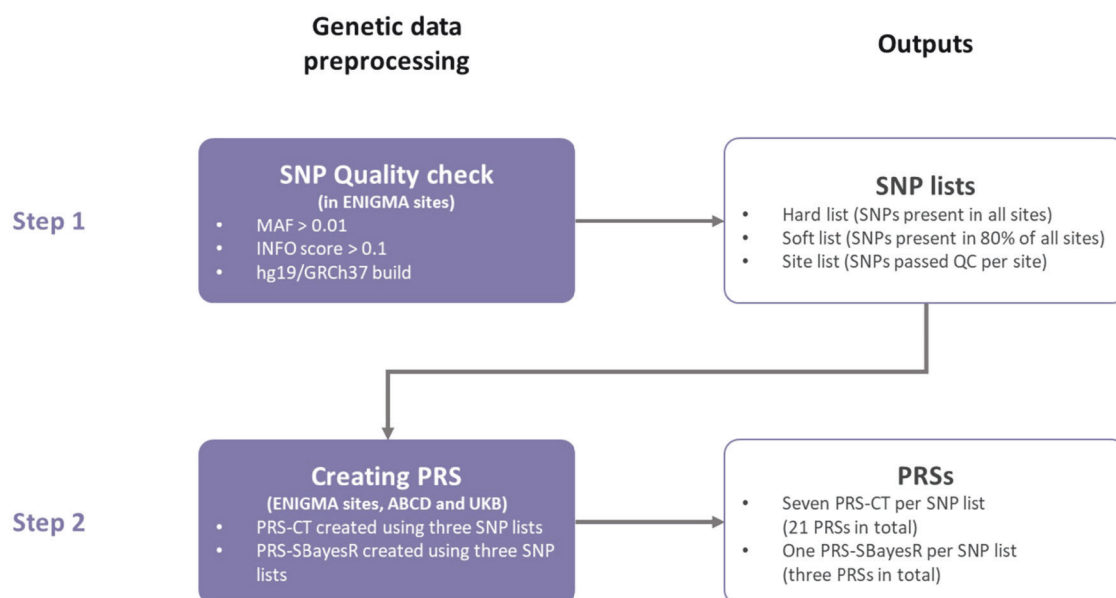 Genetic data
preprocessing
Outputs
Step 1
SNP Quality check
(in ENIGMA sites)
• MAF > 0.01
• INFO score > 0.1
• hg19/GRCh37 build
SNP lists
• Hard list (SNPs present in all sites)
• Soft list (SNPs present in 80% of all sites)
• Site list (SNPs passed QC per site)
Step 2
Creating PRS
(ENIGMA sites, ABCD and UKB)
• PRS-CT created using three SNP lists
• PRS-SBayesR created using three SNP
lists
PRSs
• Seven PRS-CT per SNP list
(21 PRSs in total)
• One PRS-SBayesR per SNP list
(three PRSs in total)